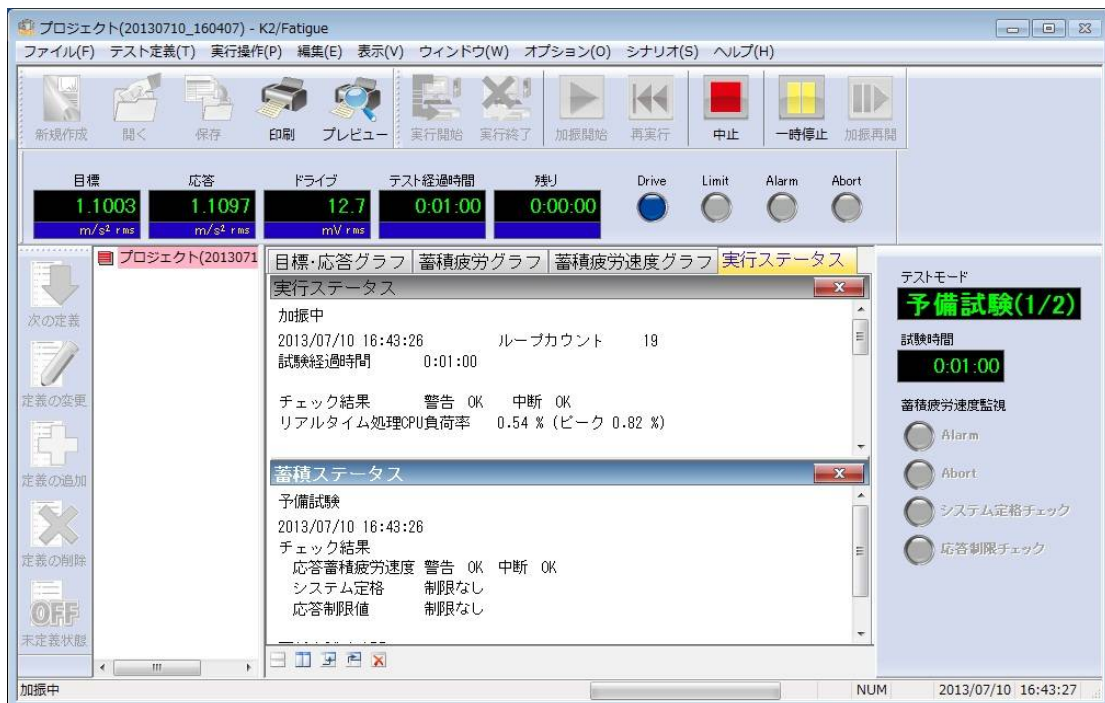 プロジェクト(20130710_160407) - K2/Fatigue
ファイル(F) テスト定義(T) 実行操作(P) 編集(E) 表示(V) ウィンドウ(W) オプション(O) シナリオ(S) ヘルプ(H)
新規作成 開く 保存 印刷 プレビュー 実行開始 実行終了 加振開始 再実行 中止 一時停止 加振再開
目標 応答 ドライブ テスト経過時間 残り Drive Limit Alarm Abort
1.1003 1.1097 12.7 0:01:00 0:00:00
m/s² rms m/s² rms mV rms
次の定義
定義の変更
定義の追加
定義の削除
OFF
未定義状態
プロジェクト(2013071
目標・応答グラフ 蓄積疲労グラフ 蓄積疲労速度グラフ 実行ステータス
実行ステータス
加振中
2013/07/10 16:43:26 ループカウント 19
試験経過時間 0:01:00
チェック結果 警告 OK 中断 OK
リアルタイム処理CPU負荷率 0.54 % (ピーク 0.82 %)
蓄積ステータス
予備試験
2013/07/10 16:43:26
チェック結果
応答蓄積疲労速度 警告 OK 中断 OK
システム定格 制限なし
応答制限値 制限なし
テストモード
予備試験(1/2)
試験時間
0:01:00
蓄積疲労速度監視
Alarm
Abort
システム定格チェック
応答制限チェック
加振中 NUM 2013/07/10 16:43:27